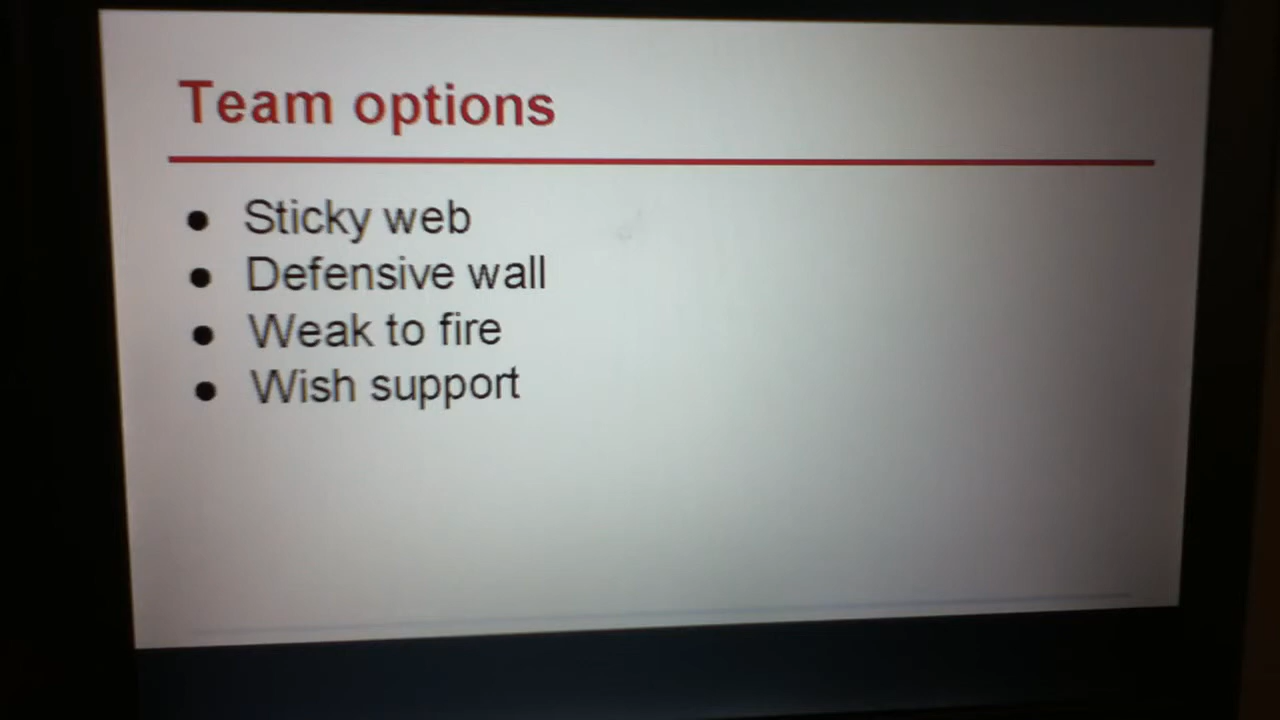 Team options
● Sticky web
● Defensive wall
● Weak to fire
● Wish support